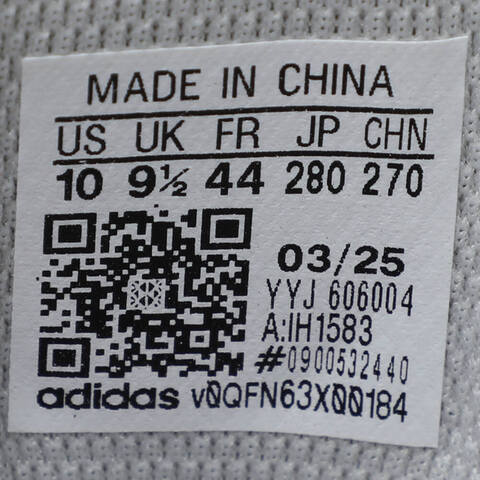 MADE IN CHINA
US UK FR JP CHN
10 9½ 44 280 270
03/25
YYJ 606004
A:IH1583
#0900532440
adidas v0QFN63X00184